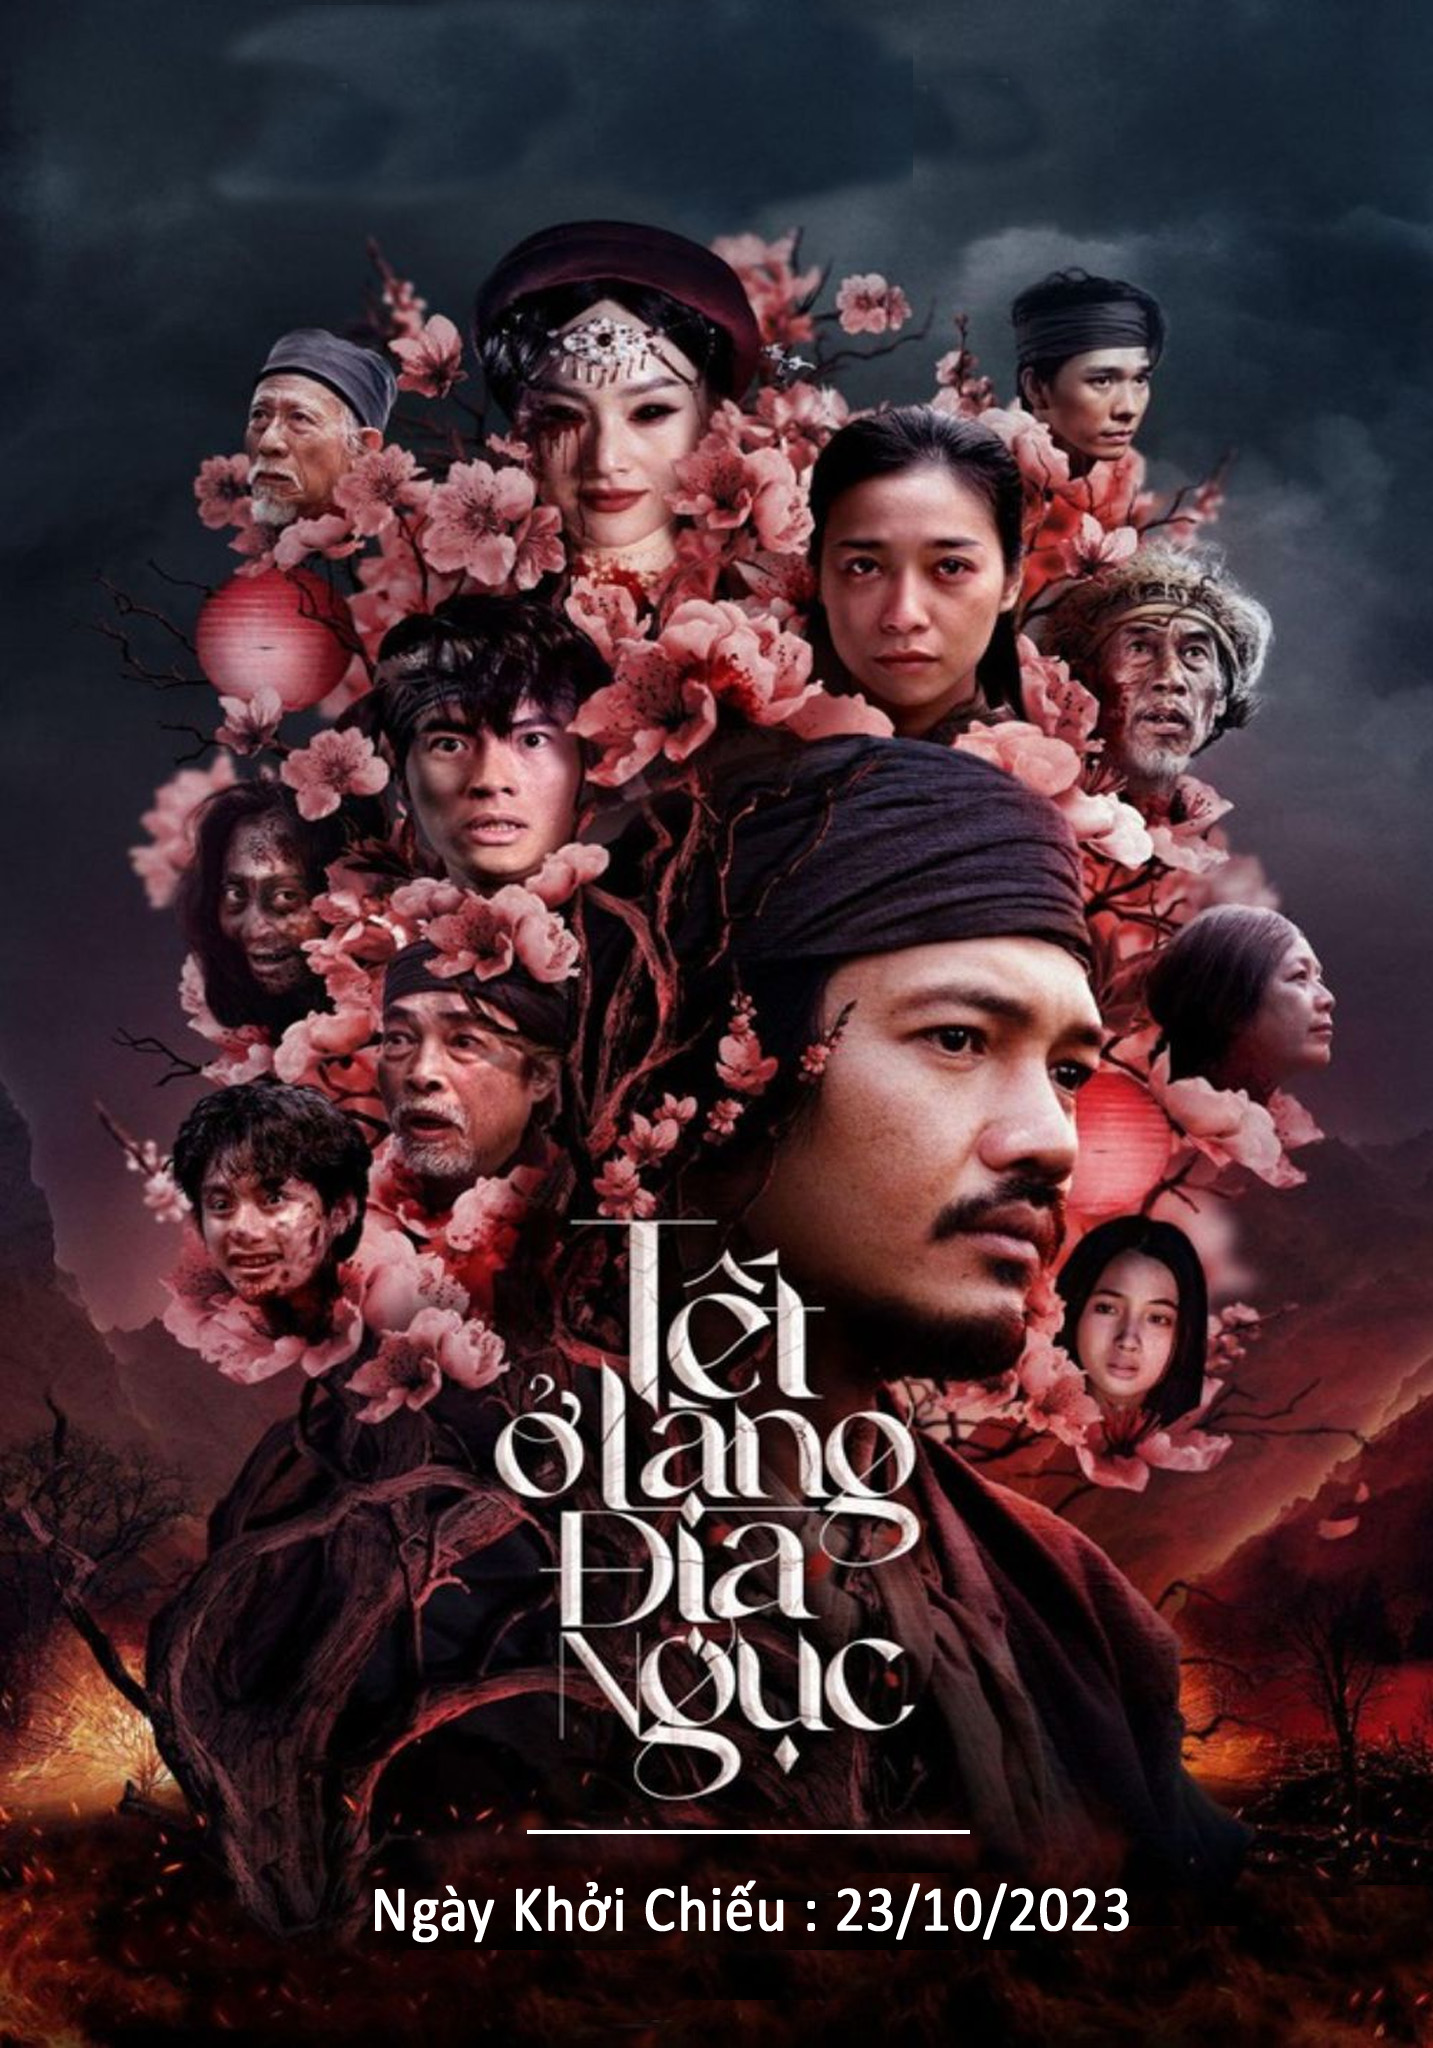 Tết
ở Làng
Địa
Ngục
Ngày Khởi Chiếu : 23/10/2023